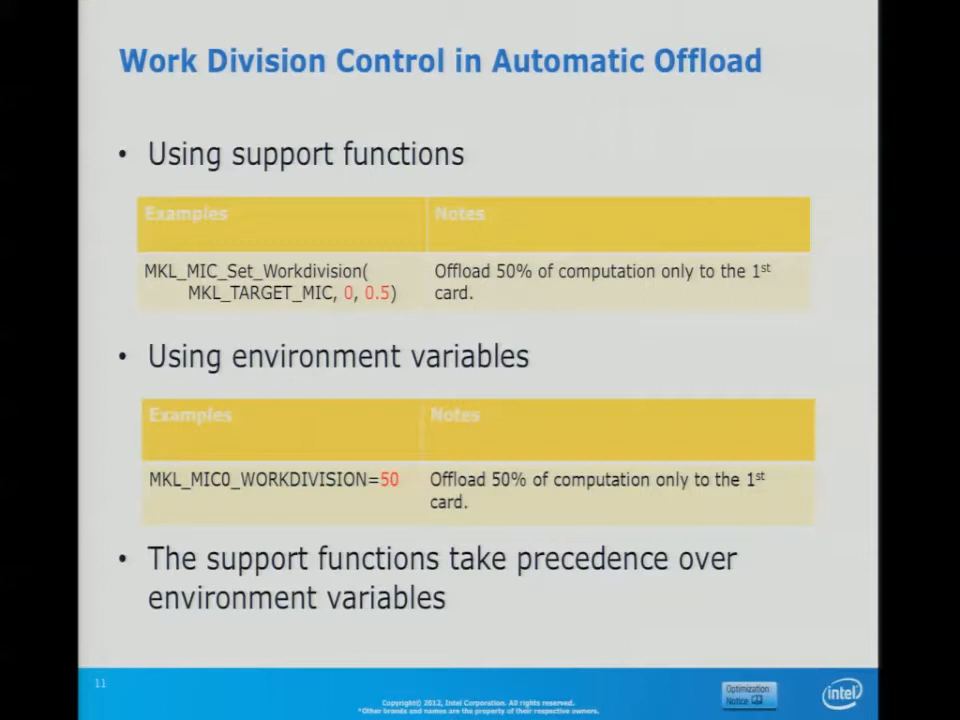 Work Division Control in Automatic Offload
• Using support functions
Examples
Notes
MKL_MIC_Set_Workdivision(
MKL_TARGET_MIC, 0, 0.5)
Offload 50% of computation only to the 1st
card.
• Using environment variables
Examples
Notes
MKL_MIC0_WORKDIVISION=50
Offload 50% of computation only to the 1st
card.
• The support functions take precedence over
environment variables
11
Copyright© 2012, Intel Corporation. All rights reserved.
*Other brands and names are the property of their respective owners.
Optimization
Notice
intel